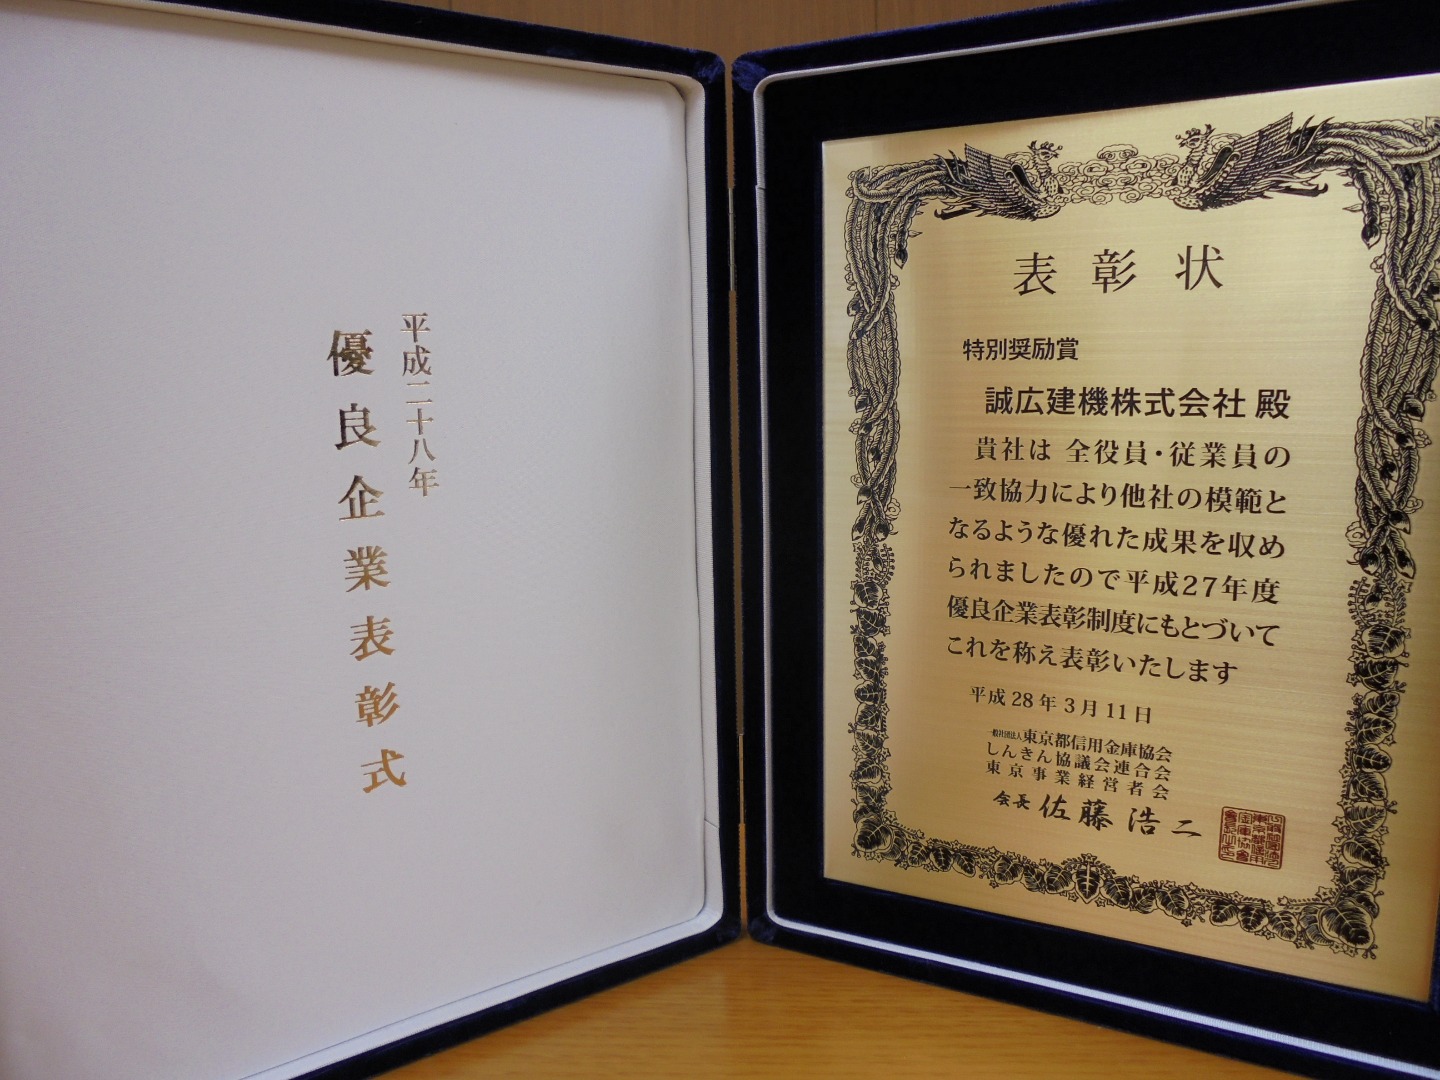 平成二十八年
優良企業表彰式
表彰状
特別奨励賞
誠広建機株式会社 殿
貴社は 全役員・従業員の
一致協力により他社の模範と
なるような優れた成果を収め
られましたので平成27年度
優良企業表彰制度にもとづいて
これを称え表彰いたします
平成28年3月11日
一般社団法人東京都信用金庫協会
しんきん協議会連合会
東京事業経営者会
会長 佐藤浩二